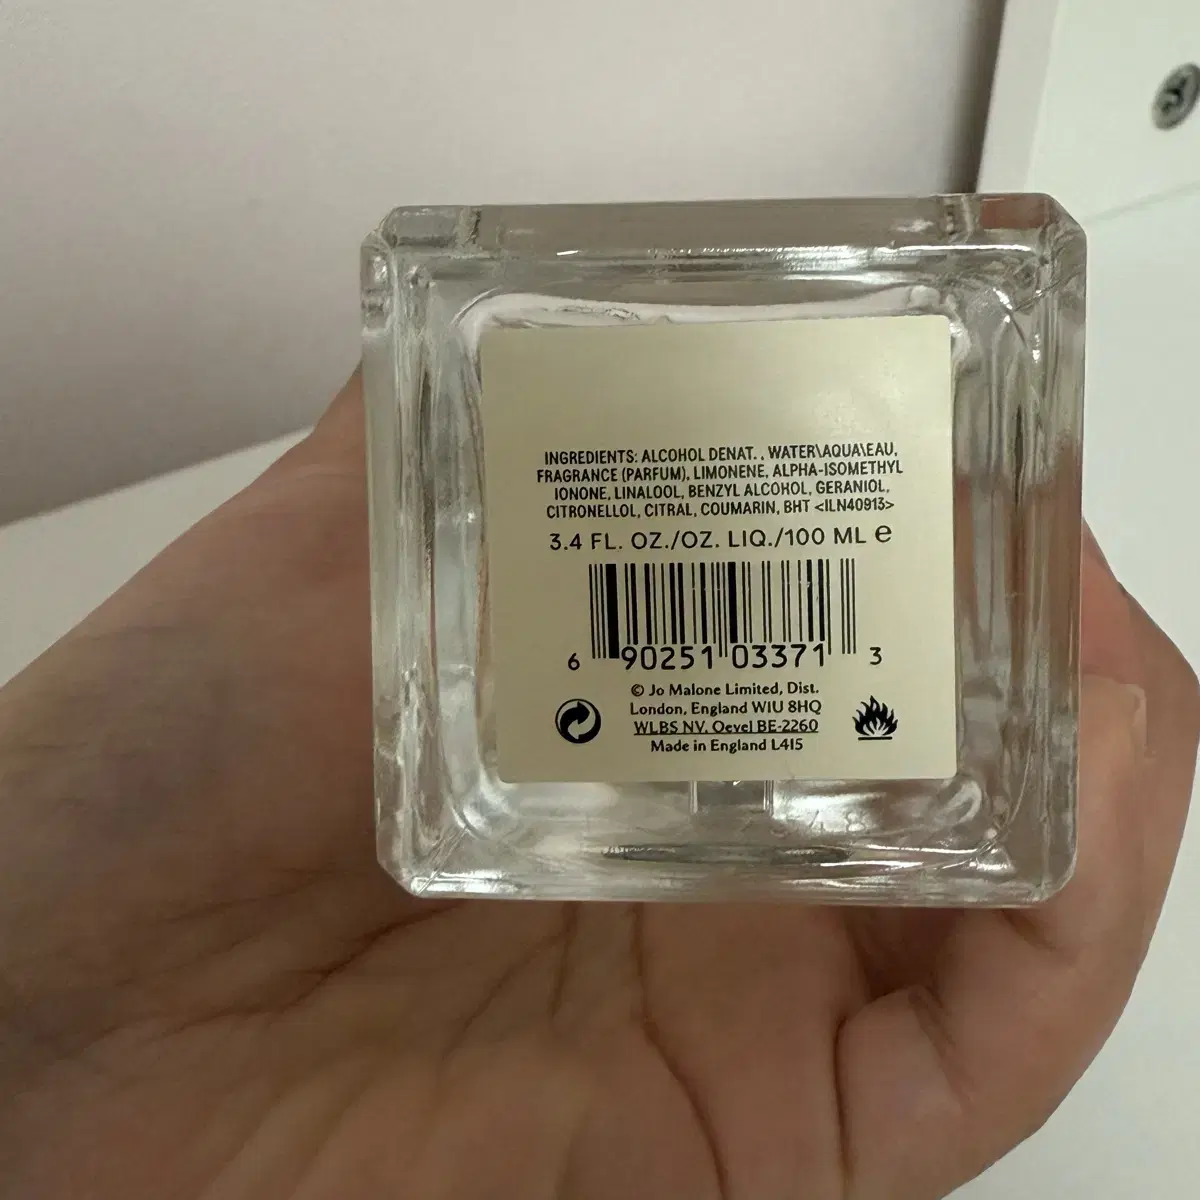 INGREDIENTS: ALCOHOL DENAT. , WATER\AQUA\EAU,
FRAGRANCE (PARFUM), LIMONENE, ALPHA-ISOMETHYL
IONONE, LINALOOL, BENZYL ALCOHOL, GERANIOL,
CITRONELLOL, CITRAL, COUMARIN, BHT <ILN40913>
3.4 FL. OZ./OZ. LIQ./100 ML e
6 90251 03371 3
© Jo Malone Limited, Dist.
London, England W1U 8HQ
WLBS NV, Oevel BE-2260
Made in England L415